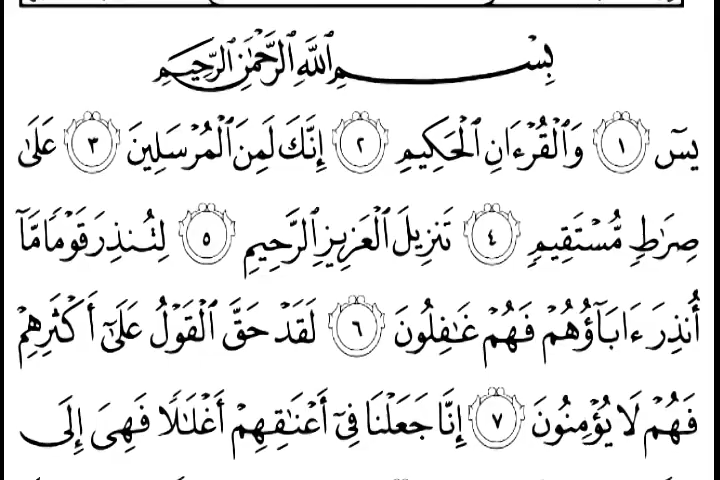 بِسْمِ ٱللَّهِ ٱلرَّحْمَٰنِ ٱلرَّحِيمِ
يسٓ ١ وَٱلْقُرْءَانِ ٱلْحَكِيمِ ٢ إِنَّكَ لَمِنَ ٱلْمُرْسَلِينَ ٣ عَلَىٰ
صِرَٰطٍ مُّسْتَقِيمٍ ٤ تَنزِيلَ ٱلْعَزِيزِ ٱلرَّحِيمِ ٥ لِتُنذِرَ قَوْمًا مَّآ
أُنذِرَ ءَابَآؤُهُمْ فَهُمْ غَٰفِلُونَ ٦ لَقَدْ حَقَّ ٱلْقَوْلُ عَلَىٰٓ أَكْثَرِهِمْ
فَهُمْ لَا يُؤْمِنُونَ ٧ إِنَّا جَعَلْنَا فِىٓ أَعْنَٰقِهِمْ أَغْلَٰلًا فَهِىَ إِلَى